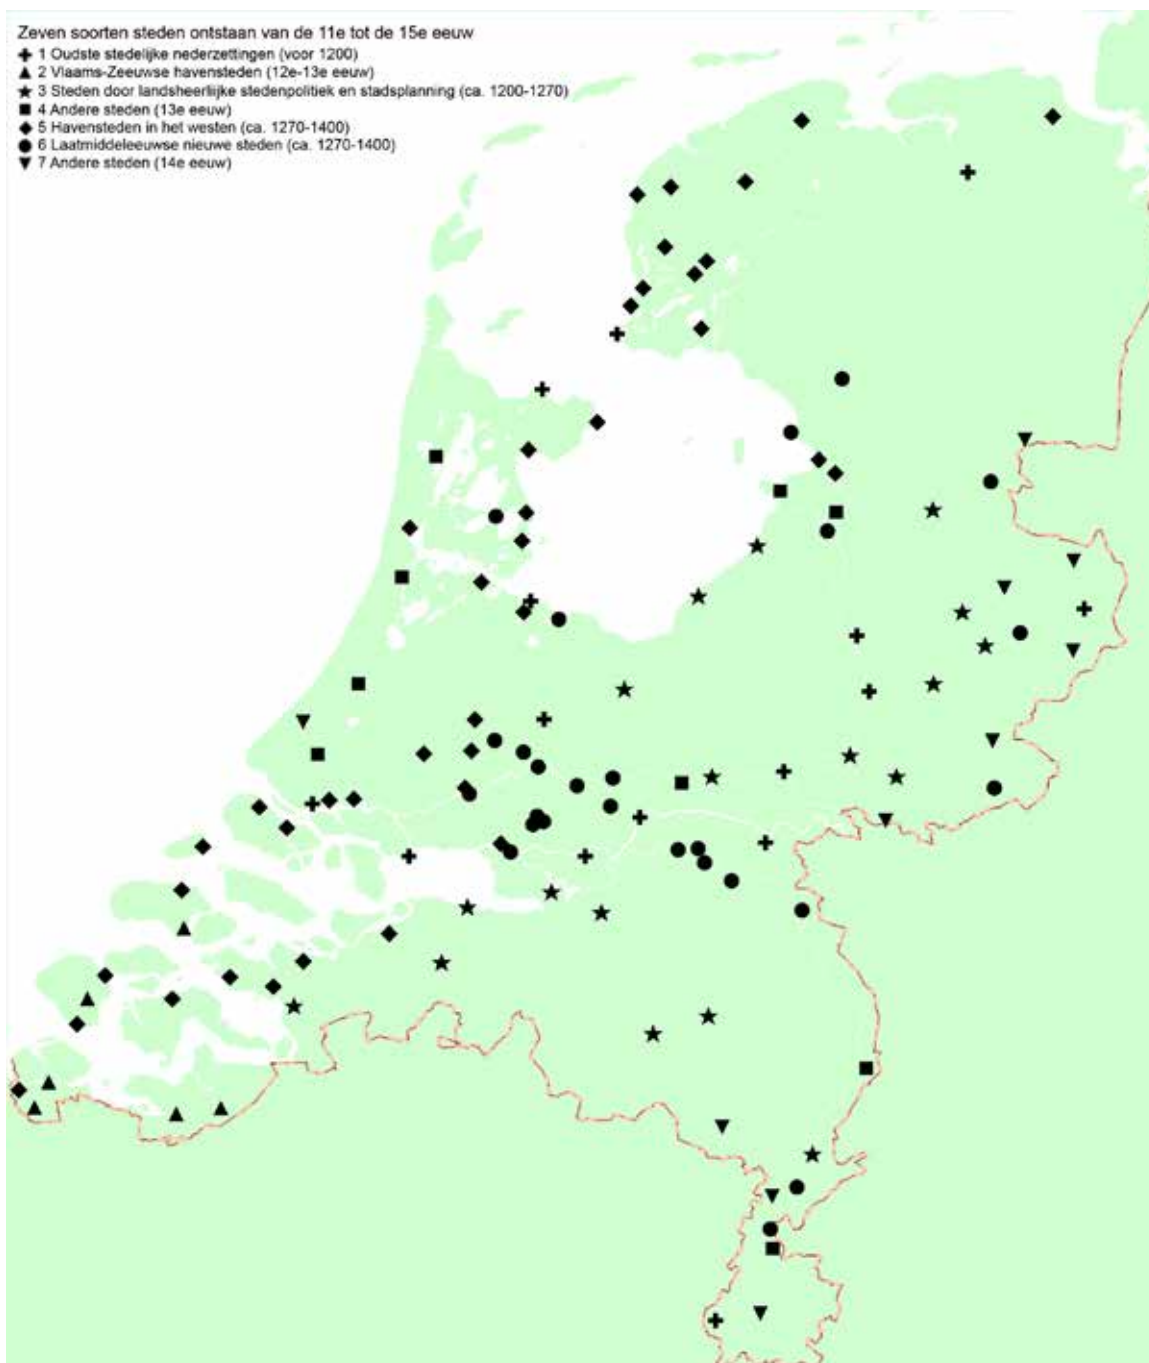 Zeven soorten steden ontstaan van de 11e tot de 15e eeuw
1 Oudste stedelijke nederzettingen (voor 1200)
2 Vlaams-Zeeuwse havensteden (12e-13e eeuw)
3 Steden door landsheerliijke stedenpolitiek en stadsplanning (ca. 1200-1270)
4 Andere steden (13e eeuw)
5 Havensteden in het westen (ca. 1270-1400)
6 Laatmiddeleeuwse nieuwe steden (ca. 1270-1400)
7 Andere steden (14e eeuw)